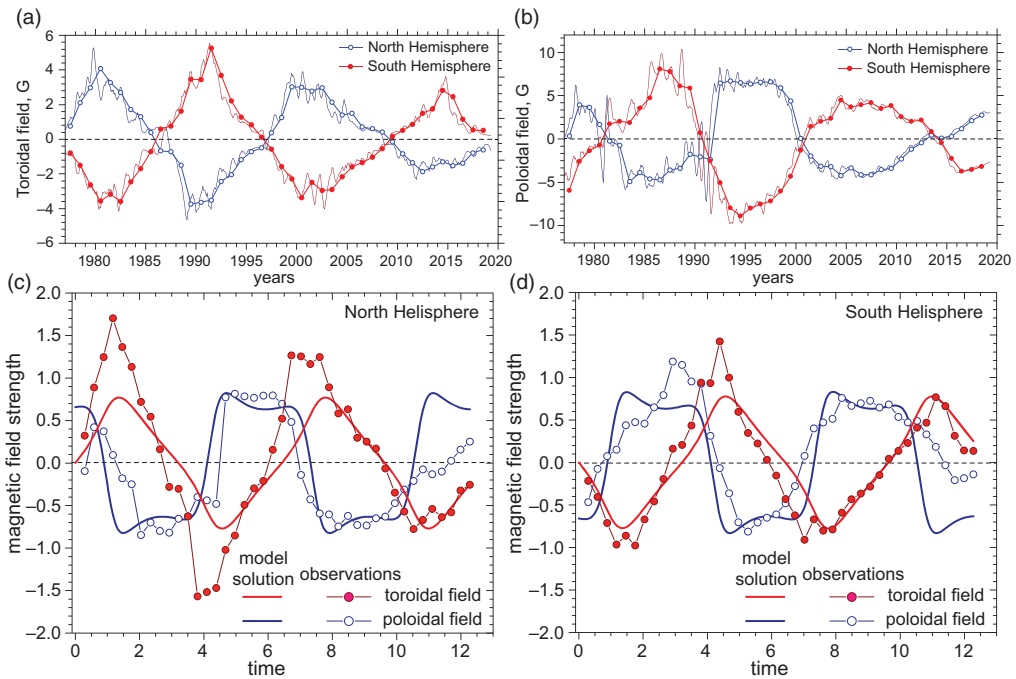 (a)
Toroidal field, G
6
4
2
0
−2
−4
−6
North Hemisphere
South Hemisphere
1980 1985 1990 1995 2000 2005 2010 2015 2020
years
(b)
Poloidal field, G
10
5
0
−5
−10
North Hemisphere
South Hemisphere
1980 1985 1990 1995 2000 2005 2010 2015 2020
years
(c)
magnetic field strength
2.0
1.5
1.0
0.5
0.0
−0.5
−1.0
−1.5
−2.0
North Helisphere
model
solution observations
toroidal field
poloidal field
0 2 4 6 8 10 12
time
(d)
magnetic field strength
2.0
1.5
1.0
0.5
0.0
−0.5
−1.0
−1.5
−2.0
South Helisphere
model
solution observations
toroidal field
poloidal field
0 2 4 6 8 10 12
time